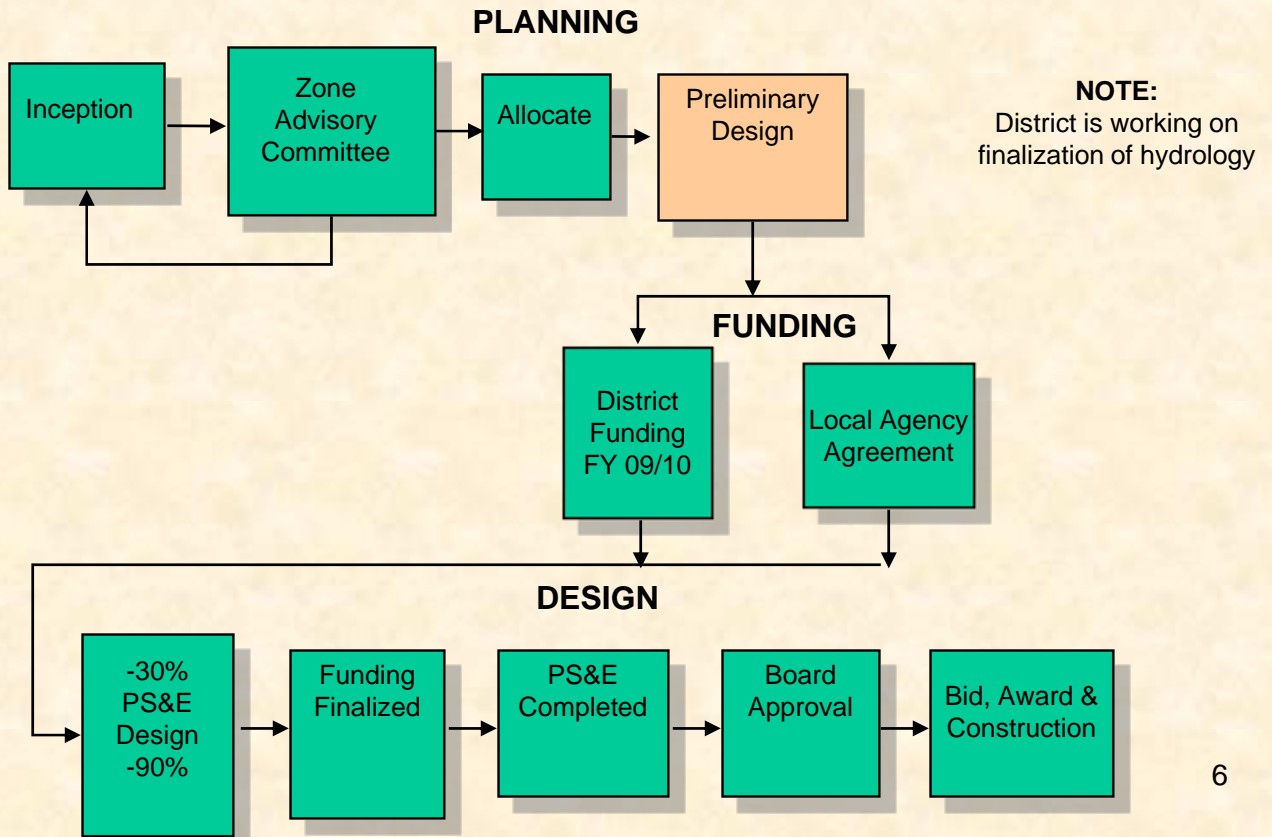 PLANNING
Inception
Zone
Advisory
Committee
Allocate
Preliminary
Design
NOTE:
District is working on
finalization of hydrology
FUNDING
District
Funding
FY 09/10
Local Agency
Agreement
DESIGN
-30%
PS&E
Design
-90%
Funding
Finalized
PS&E
Completed
Board
Approval
Bid, Award &
Construction
6